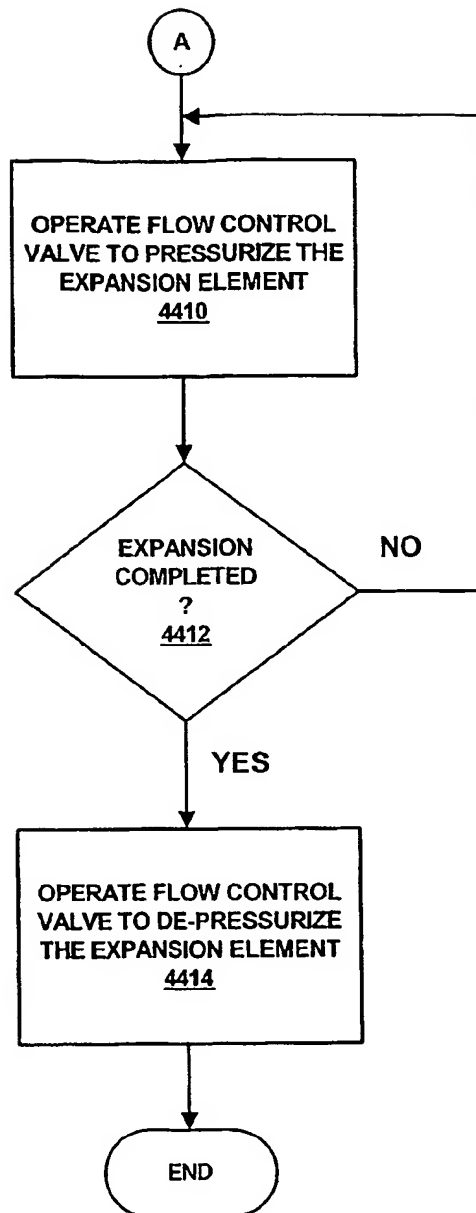 A
OPERATE FLOW CONTROL
VALVE TO PRESSURIZE THE
EXPANSION ELEMENT
4410
EXPANSION
COMPLETED
?
4412
NO
YES
OPERATE FLOW CONTROL
VALVE TO DE-PRESSURIZE
THE EXPANSION ELEMENT
4414
END